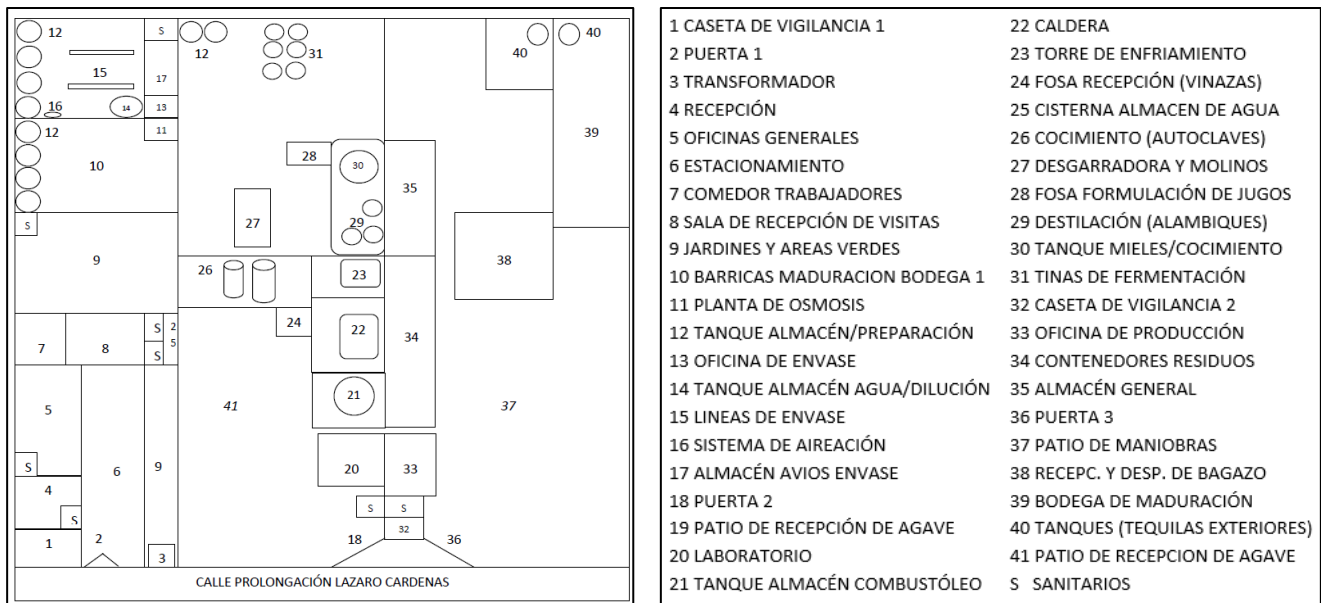 12
S
12
31
40
40
15
17
16
14
13
12
11
10
28
30
35
39
S
27
29
9
26
23
38
24
22
34
S
2
5
S
7
8
21
5
41
37
S
6
9
20
33
4
S
S
S
32
1
2
3
18
36
CALLE PROLONGACIÓN LAZARO CARDENAS
1 CASETA DE VIGILANCIA 1
2 PUERTA 1
3 TRANSFORMADOR
4 RECEPCIÓN
5 OFICINAS GENERALES
6 ESTACIONAMIENTO
7 COMEDOR TRABAJADORES
8 SALA DE RECEPCIÓN DE VISITAS
9 JARDINES Y AREAS VERDES
10 BARRICAS MADURACION BODEGA 1
11 PLANTA DE OSMOSIS
12 TANQUE ALMACÉN/PREPARACIÓN
13 OFICINA DE ENVASE
14 TANQUE ALMACÉN AGUA/DILUCIÓN
15 LINEAS DE ENVASE
16 SISTEMA DE AIREACIÓN
17 ALMACÉN AVIOS ENVASE
18 PUERTA 2
19 PATIO DE RECEPCIÓN DE AGAVE
20 LABORATORIO
21 TANQUE ALMACÉN COMBUSTÓLEO
22 CALDERA
23 TORRE DE ENFRIAMIENTO
24 FOSA RECEPCIÓN (VINAZAS)
25 CISTERNA ALMACEN DE AGUA
26 COCIMIENTO (AUTOCLAVES)
27 DESGARRADORA Y MOLINOS
28 FOSA FORMULACIÓN DE JUGOS
29 DESTILACIÓN (ALAMBIQUES)
30 TANQUE MIELES/COCIMIENTO
31 TINAS DE FERMENTACIÓN
32 CASETA DE VIGILANCIA 2
33 OFICINA DE PRODUCCIÓN
34 CONTENEDORES RESIDUOS
35 ALMACÉN GENERAL
36 PUERTA 3
37 PATIO DE MANIOBRAS
38 RECEPC. Y DESP. DE BAGAZO
39 BODEGA DE MADURACIÓN
40 TANQUES (TEQUILAS EXTERIORES)
41 PATIO DE RECEPCION DE AGAVE
S SANITARIOS